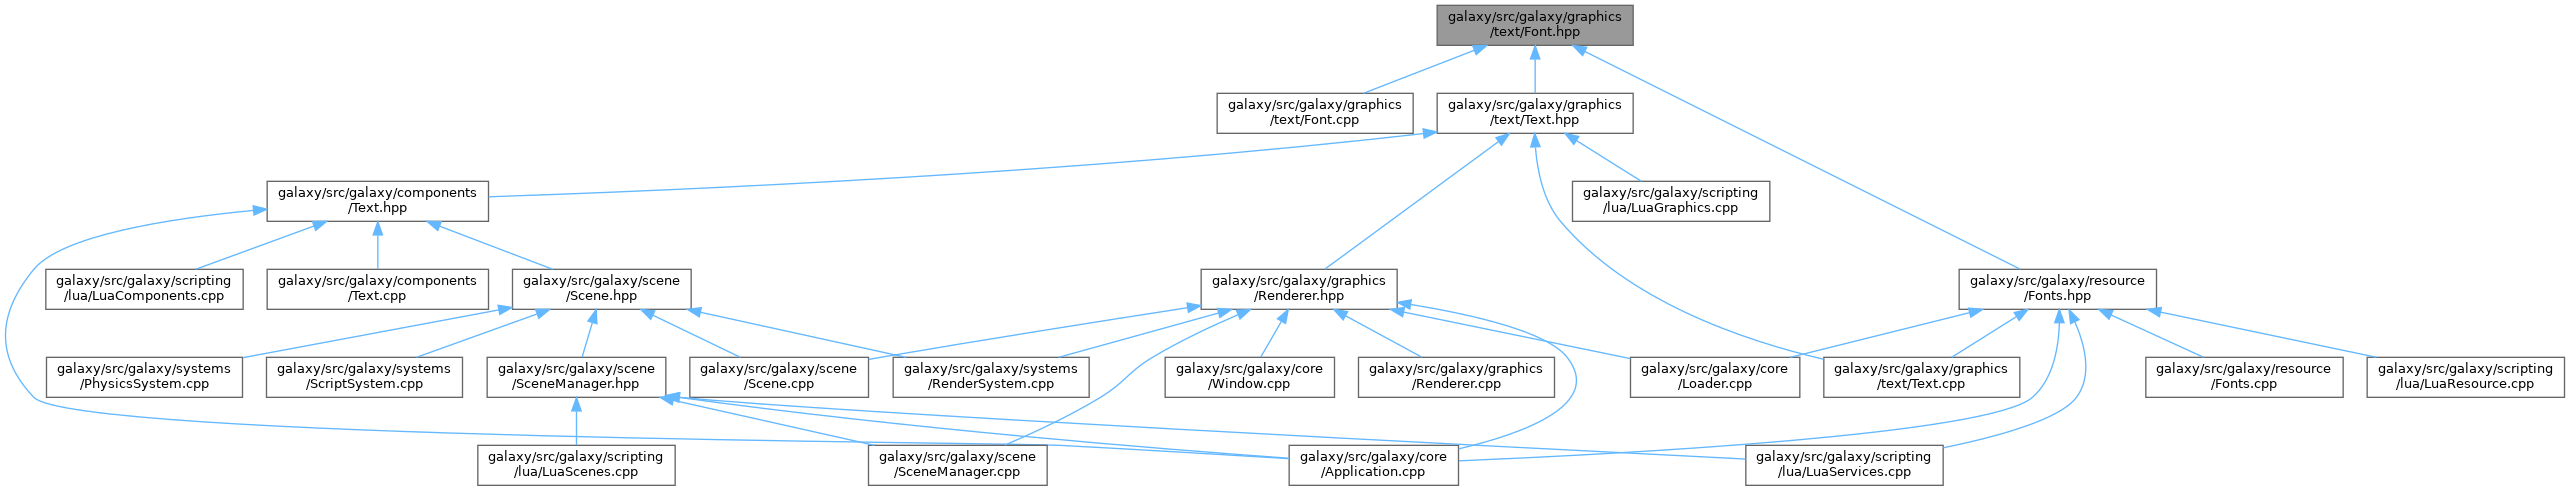 galaxy/src/galaxy/graphics
/text/Font.hpp
galaxy/src/galaxy/graphics
/text/Font.cpp
galaxy/src/galaxy/graphics
/text/Text.hpp
galaxy/src/galaxy/components
/Text.hpp
galaxy/src/galaxy/scripting
/lua/LuaGraphics.cpp
galaxy/src/galaxy/scripting
/lua/LuaComponents.cpp
galaxy/src/galaxy/components
/Text.cpp
galaxy/src/galaxy/scene
/Scene.hpp
galaxy/src/galaxy/graphics
/Renderer.hpp
galaxy/src/galaxy/resource
/Fonts.hpp
galaxy/src/galaxy/systems
/PhysicsSystem.cpp
galaxy/src/galaxy/systems
/ScriptSystem.cpp
galaxy/src/galaxy/scene
/SceneManager.hpp
galaxy/src/galaxy/scene
/Scene.cpp
galaxy/src/galaxy/systems
/RenderSystem.cpp
galaxy/src/galaxy/core
/Window.cpp
galaxy/src/galaxy/graphics
/Renderer.cpp
galaxy/src/galaxy/core
/Loader.cpp
galaxy/src/galaxy/graphics
/text/Text.cpp
galaxy/src/galaxy/resource
/Fonts.cpp
galaxy/src/galaxy/scripting
/lua/LuaResource.cpp
galaxy/src/galaxy/scripting
/lua/LuaScenes.cpp
galaxy/src/galaxy/scene
/SceneManager.cpp
galaxy/src/galaxy/core
/Application.cpp
galaxy/src/galaxy/scripting
/lua/LuaServices.cpp